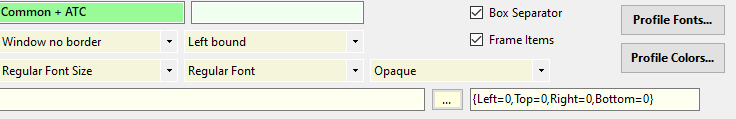 Common + ATC
Box Separator
Profile Fonts...
Window no border
Left bound
Frame Items
Profile Colors...
Regular Font Size
Regular Font
Opaque
...
{Left=0,Top=0,Right=0,Bottom=0}